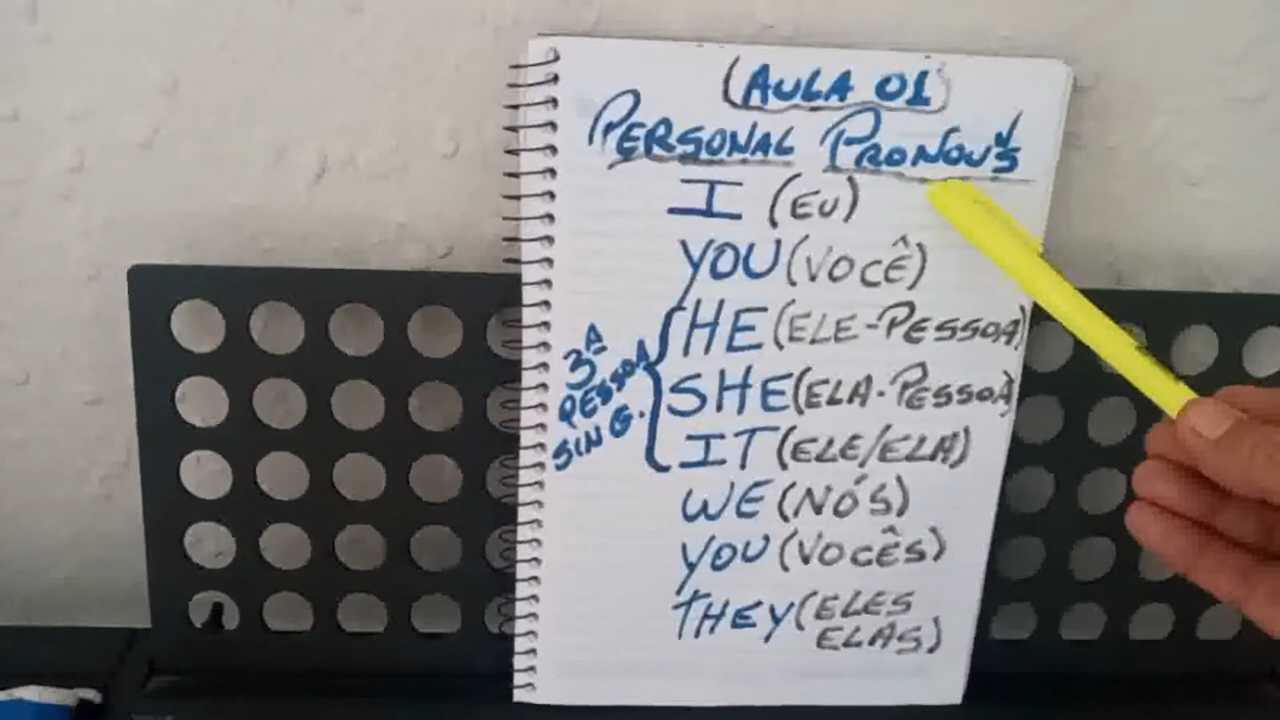 (AULA 01)
PERSONAL PRONOUNS
I (EU)
YOU (VOCÊ)
HE (ELE-PESSOA)
SHE (ELA-PESSOA)
IT (ELE/ELA)
3ª PESSOA SING.
WE (NÓS)
YOU (VOCÊS)
THEY (ELES
ELAS)